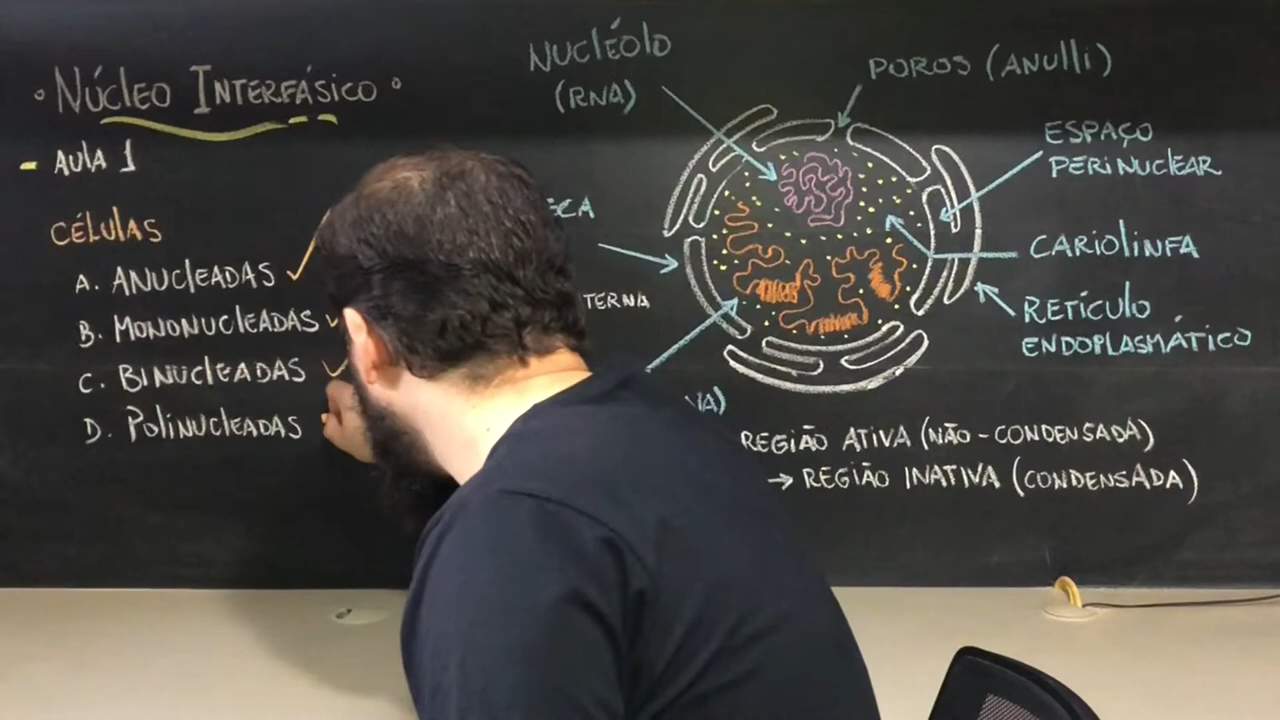 NÚCLEO INTERFÁSICO
- AULA 1
CÉLULAS
A. ANUCLEADAS
B. MONONUCLEADAS
C. BINUCLEADAS
D. POLINUCLEADAS
NUCLÉOLO
(RNA)
POROS (ANULLI)
ESPAÇO
PERINUCLEAR
CARIOLINFA
RETÍCULO
ENDOPLASMÁTICO
REGIÃO ATIVA (NÃO-CONDENSADA)
→ REGIÃO INATIVA (CONDENSADA)